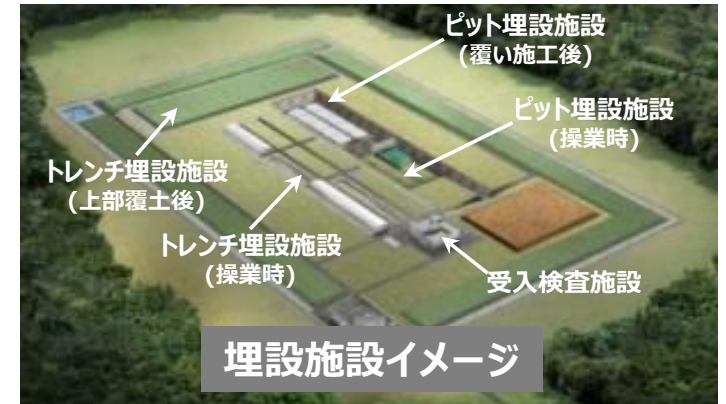 ピット埋設施設
(覆い施工後)
ピット埋設施設
(操業時)
トレンチ埋設施設
(上部覆土後)
トレンチ埋設施設
(操業時)
受入検査施設
埋設施設イメージ